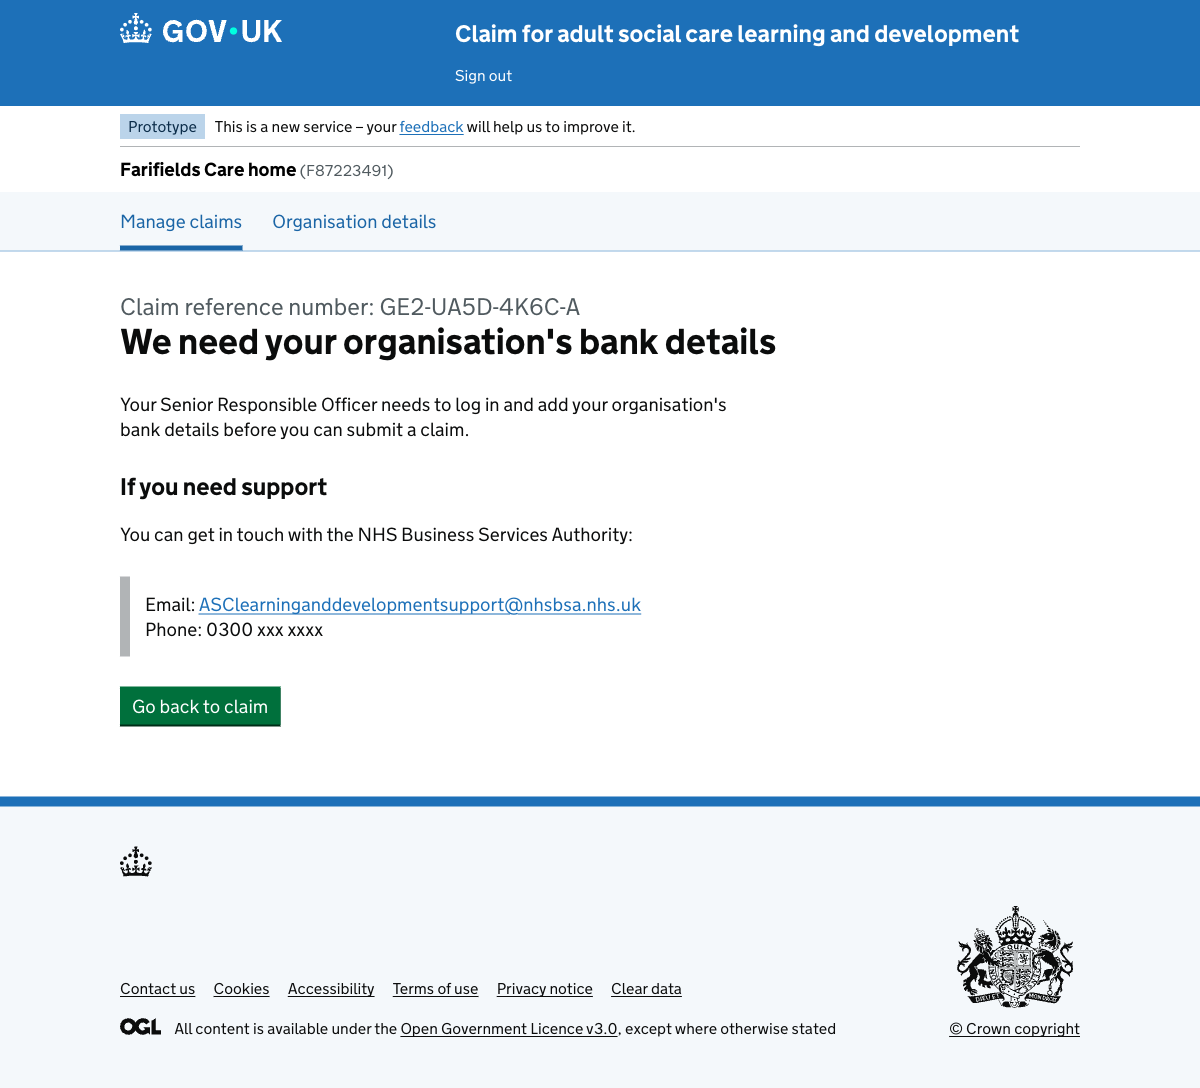 GOV•UK
Claim for adult social care learning and development
Sign out
Prototype This is a new service – your feedback will help us to improve it.
Farifields Care home (F87223491)
Manage claims Organisation details
Claim reference number: GE2-UA5D-4K6C-A
We need your organisation's bank details
Your Senior Responsible Officer needs to log in and add your organisation's
bank details before you can submit a claim.
If you need support
You can get in touch with the NHS Business Services Authority:
Email: ASClearninganddevelopmentsupport@nhsbsa.nhs.uk
Phone: 0300 xxx xxxx
Go back to claim
Contact us Cookies Accessibility Terms of use Privacy notice Clear data
OGL All content is available under the Open Government Licence v3.0, except where otherwise stated
© Crown copyright